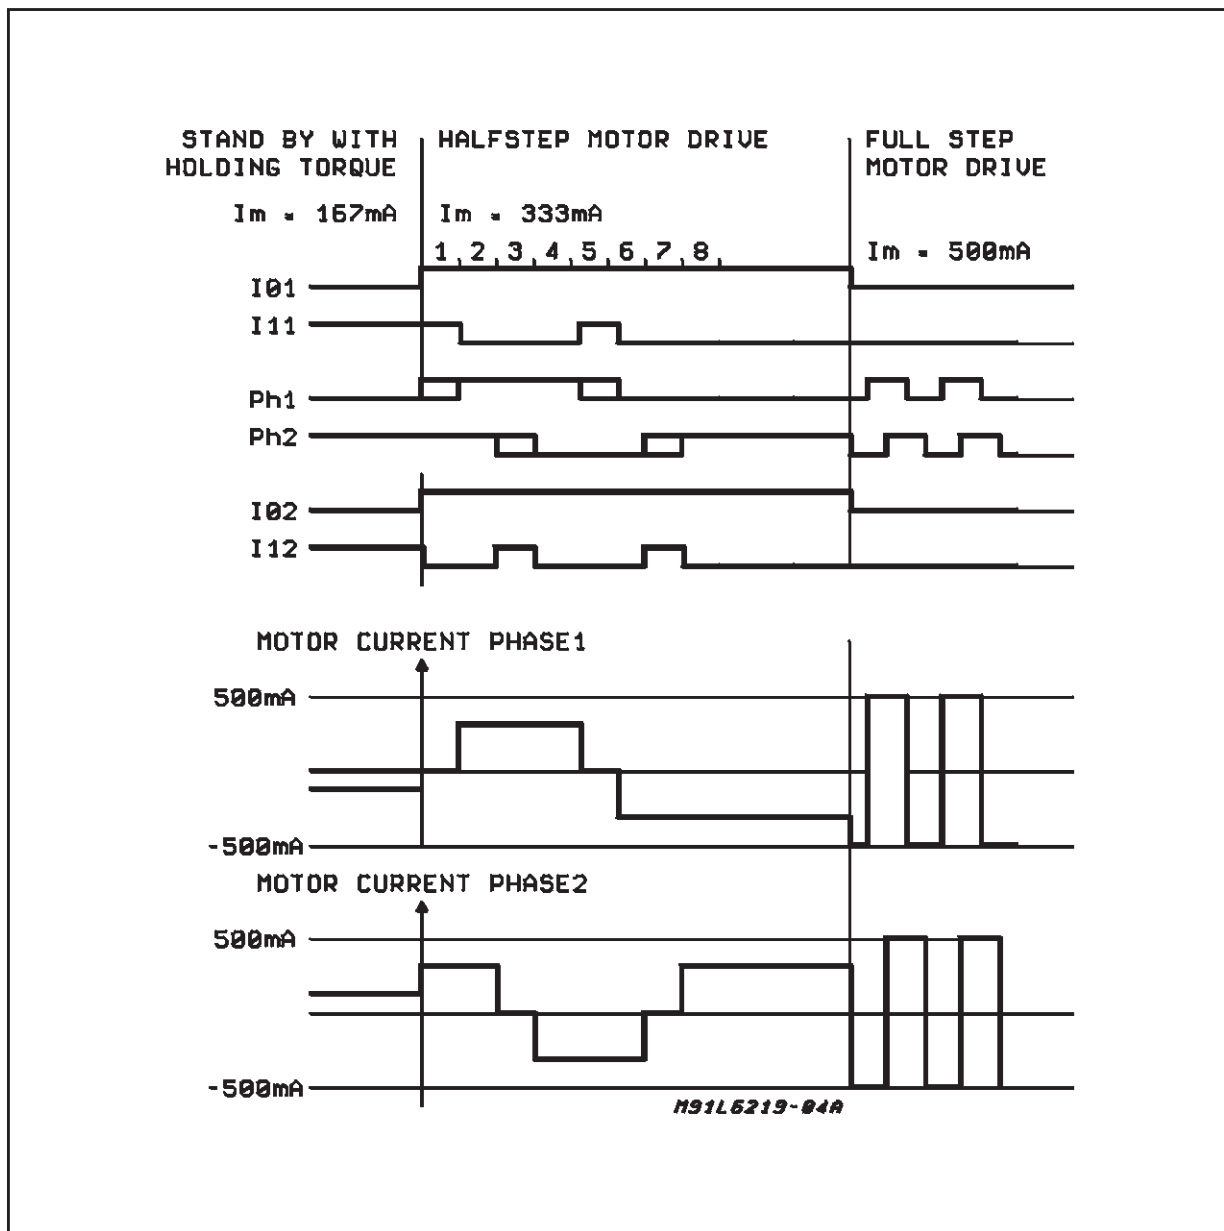 STAND BY WITH HOLDING TORQUE
Im = 167mA
HALFSTEP MOTOR DRIVE
Im = 333mA
FULL STEP MOTOR DRIVE
Im = 500mA
1 2 3 4 5 6 7 8
I01
I11
Ph1
Ph2
I02
I12
MOTOR CURRENT PHASE1
500mA
-500mA
MOTOR CURRENT PHASE2
500mA
-500mA
M91L6219-04A